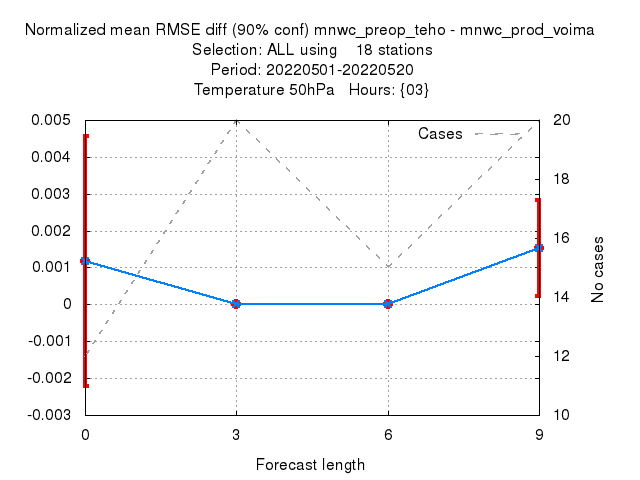 Normalized mean RMSE diff (90% conf) mnwc_preop_teho - mnwc_prod_voima
Selection: ALL using    18 stations
Period: 20220501-20220520
Temperature 50hPa   Hours: {03}
0.005
0.004
0.003
0.002
0.001
0
-0.001
-0.002
-0.003
Cases
20
18
16
14
12
10
No cases
0 3 6 9
Forecast length